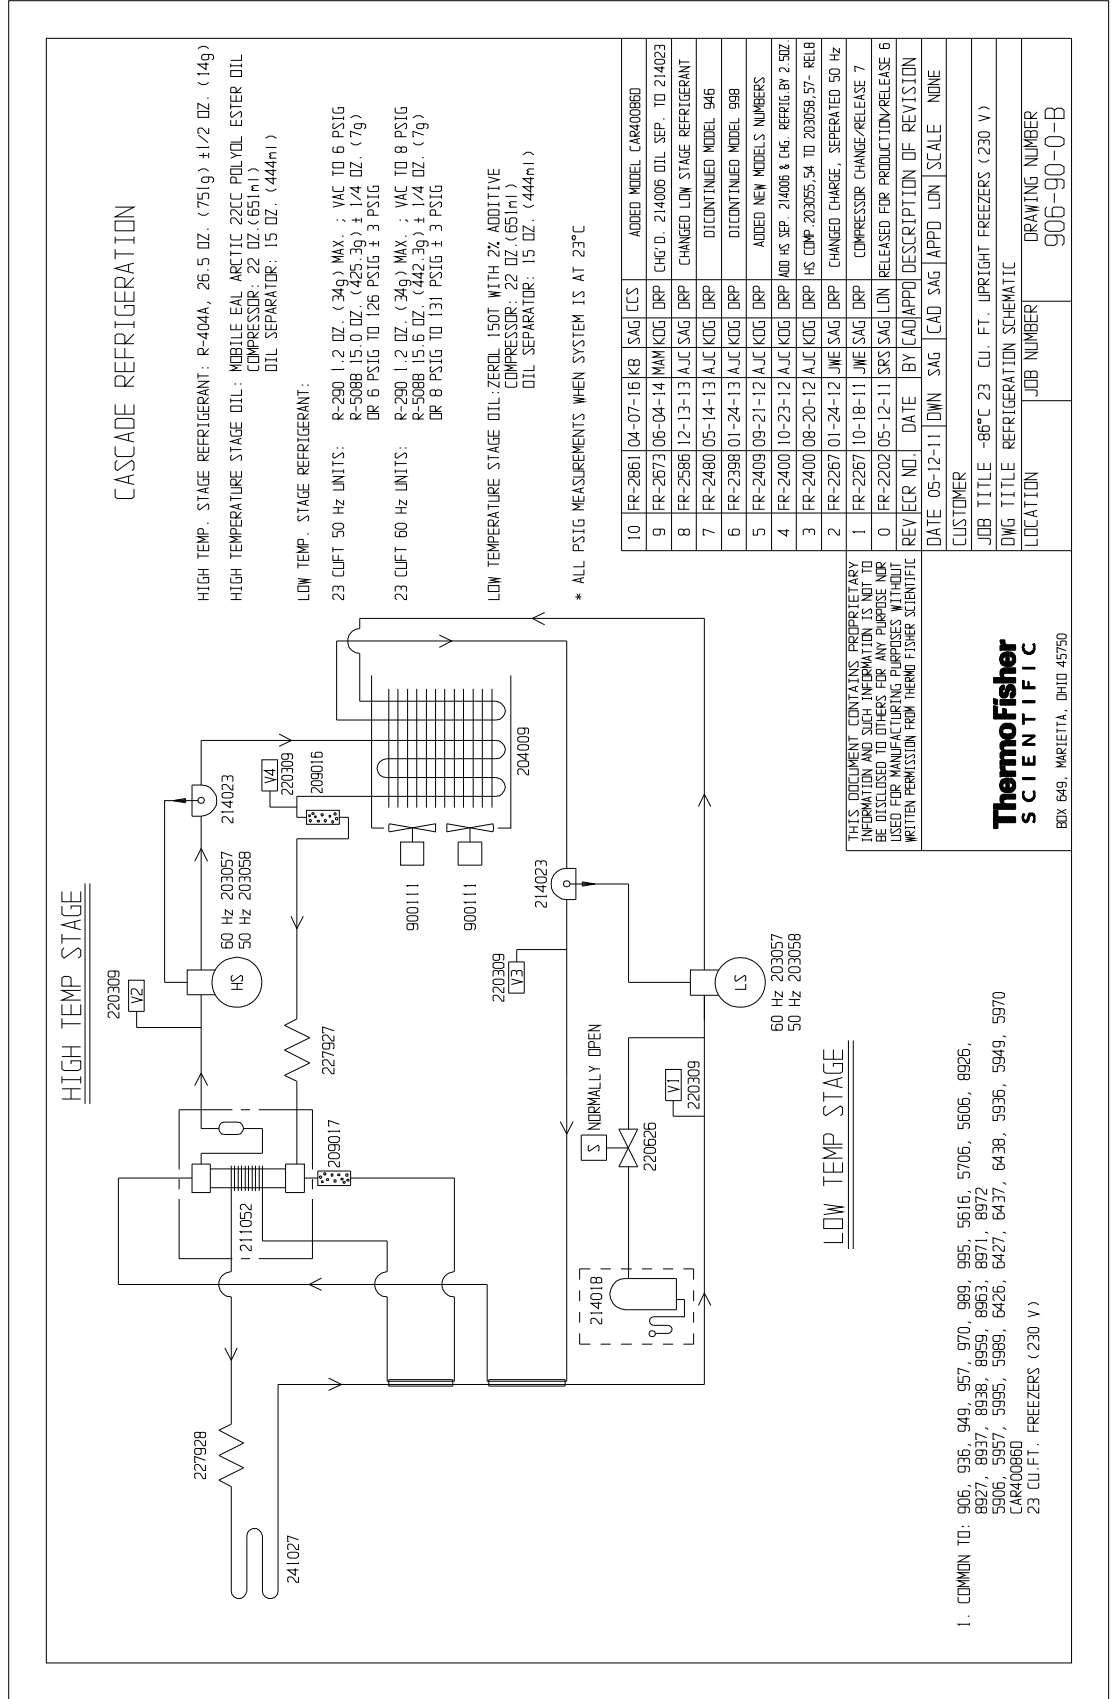 CASCADE REFRIGERATION
HIGH TEMP. STAGE REFRIGERANT: R-404A, 26.5 OZ. (751g) ±1/2 OZ. (14g)
HIGH TEMPERATURE STAGE OIL: MOBILE EAL ARCTIC 22CC POLYOL ESTER OIL
COMPRESSOR: 22 OZ.(651ml)
OIL SEPARATOR: 15 OZ. (444ml)
LOW TEMP. STAGE REFRIGERANT:
23 CUFT 50 Hz UNITS: R-290 1.2 OZ. (34g) MAX. ; VAC TO 6 PSIG
R-508B 15.0 OZ. (425.3g) ± 1/4 OZ. (7g)
OR 6 PSIG TO 126 PSIG ± 3 PSIG
23 CUFT 60 Hz UNITS: R-290 1.2 OZ. (34g) MAX. ; VAC TO 8 PSIG
R-508B 15.6 OZ. (442.3g) ± 1/4 OZ. (7g)
OR 8 PSIG TO 131 PSIG ± 3 PSIG
LOW TEMPERATURE STAGE OIL:ZEROL 150T WITH 2% ADDITIVE
COMPRESSOR: 22 OZ.(651ml)
OIL SEPARATOR: 15 OZ. (444ml)
* ALL PSIG MEASUREMENTS WHEN SYSTEM IS AT 23°C
HIGH TEMP STAGE
220309
V2
HS
60 Hz 203057
50 Hz 203058
214023
V4
220309
209016
204009
900111
900111
227927
209017
211052
227928
241027
214023
220309
V3
S
NORMALLY OPEN
220626
214018
V1
220309
LS
60 Hz 203057
50 Hz 203058
LOW TEMP STAGE
1. COMMON TO: 906, 936, 949, 957, 970, 989, 995, 5616, 5706, 5606, 8926,
8927, 8937, 8938, 8959, 8963, 8971, 8972
5906, 5957, 5995, 5989, 6426, 6427, 6437, 6438, 5936, 5949, 5970
CAR40086D
23 CU.FT. FREEZERS (230 V)
10 FR-2861 04-07-16 KB SAG CCS ADDED MODEL CAR40086D
9 FR-2673 06-04-14 MAM KDG DRP CHG'D. 214006 OIL SEP. TO 214023
8 FR-2586 12-13-13 AJC SAG DRP CHANGED LOW STAGE REFRIGERANT
7 FR-2480 05-14-13 AJC KDG DRP DICONTINUED MODEL 946
6 FR-2398 01-24-13 AJC KDG DRP DICONTINUED MODEL 998
5 FR-2409 09-21-12 AJC KDG DRP ADDED NEW MODELS NUMBERS
4 FR-2400 10-23-12 AJC KDG DRP ADD HS SEP. 214006 & CHG. REFRIG.BY 2.5OZ.
3 FR-2400 08-20-12 AJC KDG DRP HS COMP.203055,54 TO 203058,57- REL8
2 FR-2267 01-24-12 JWE SAG DRP CHANGED CHARGE, SEPERATED 50 Hz
1 FR-2267 10-18-11 JWE SAG DRP COMPRESSOR CHANGE/RELEASE 7
0 FR-2202 05-12-11 SRS SAG LDN RELEASED FOR PRODUCTION/RELEASE 6
REV ECR NO. DATE BY CAD APPD DESCRIPTION OF REVISION
THIS DOCUMENT CONTAINS PROPRIETARY
INFORMATION AND SUCH INFORMATION IS NOT TO
BE DISCLOSED TO OTHERS FOR ANY PURPOSE NOR
USED FOR MANUFACTURING PURPOSES WITHOUT
WRITTEN PERMISSION FROM THERMO FISHER SCIENTIFIC
DATE 05-12-11 DWN SAG CAD SAG APPD LDN SCALE NONE
CUSTOMER
JOB TITLE -86°C 23 CU. FT. UPRIGHT FREEZERS (230 V)
DWG TITLE REFRIGERATION SCHEMATIC
LOCATION
JOB NUMBER
DRAWING NUMBER
906-90-0-B
ThermoFisher
SCIENTIFIC
BOX 649, MARIETTA, OHIO 45750